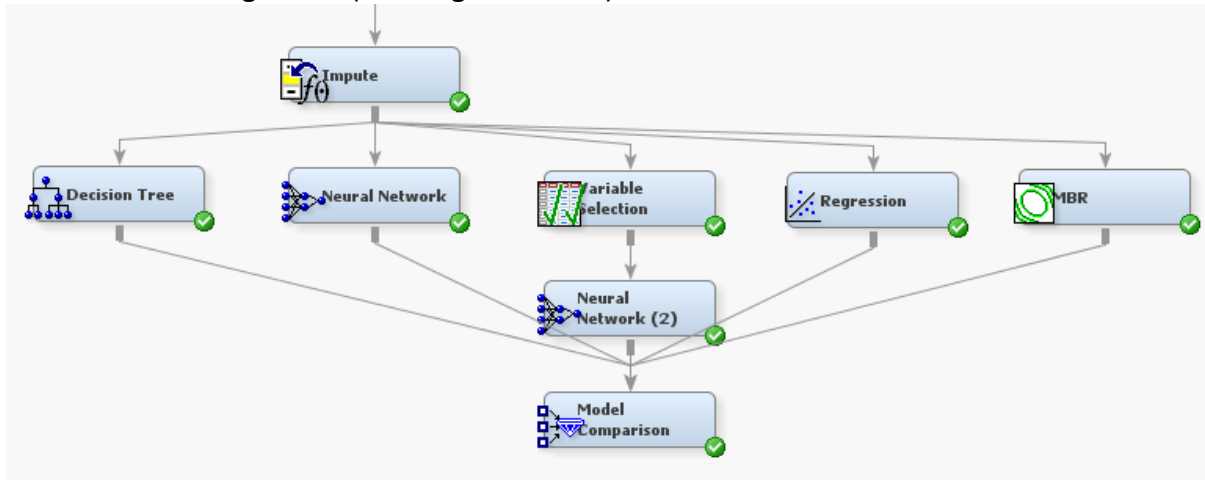 Impute
Decision Tree
Neural Network
Variable
Selection
Regression
MBR
Neural
Network (2)
Model
Comparison